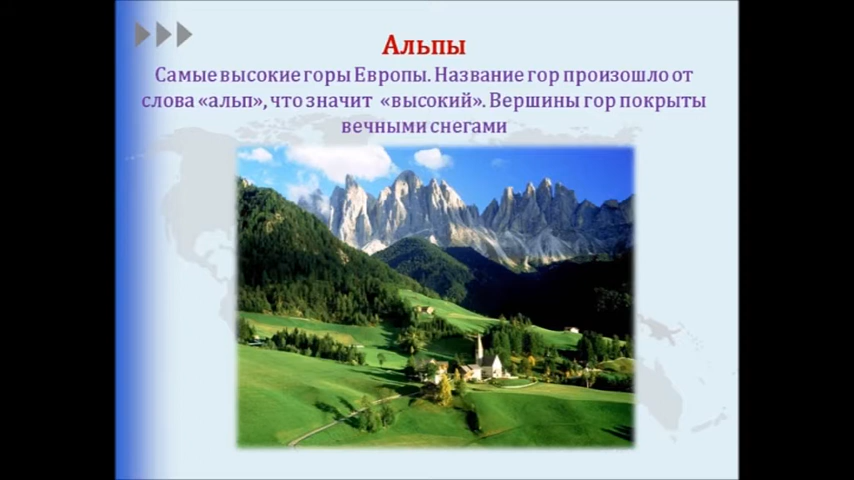 Альпы
Самые высокие горы Европы. Название гор произошло от
слова «альп», что значит «высокий». Вершины гор покрыты
вечными снегами